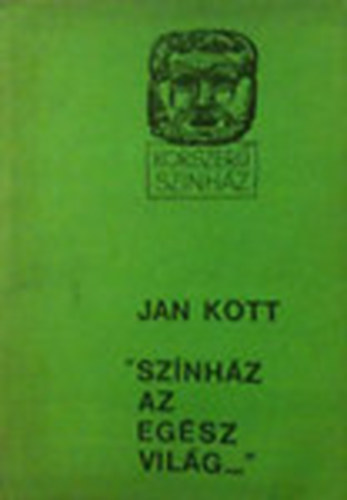 KORSZERŰ
SZÍNHÁZ
JAN KOTT
"SZÍNHÁZ
AZ
EGÉSZ
VILÁG..."